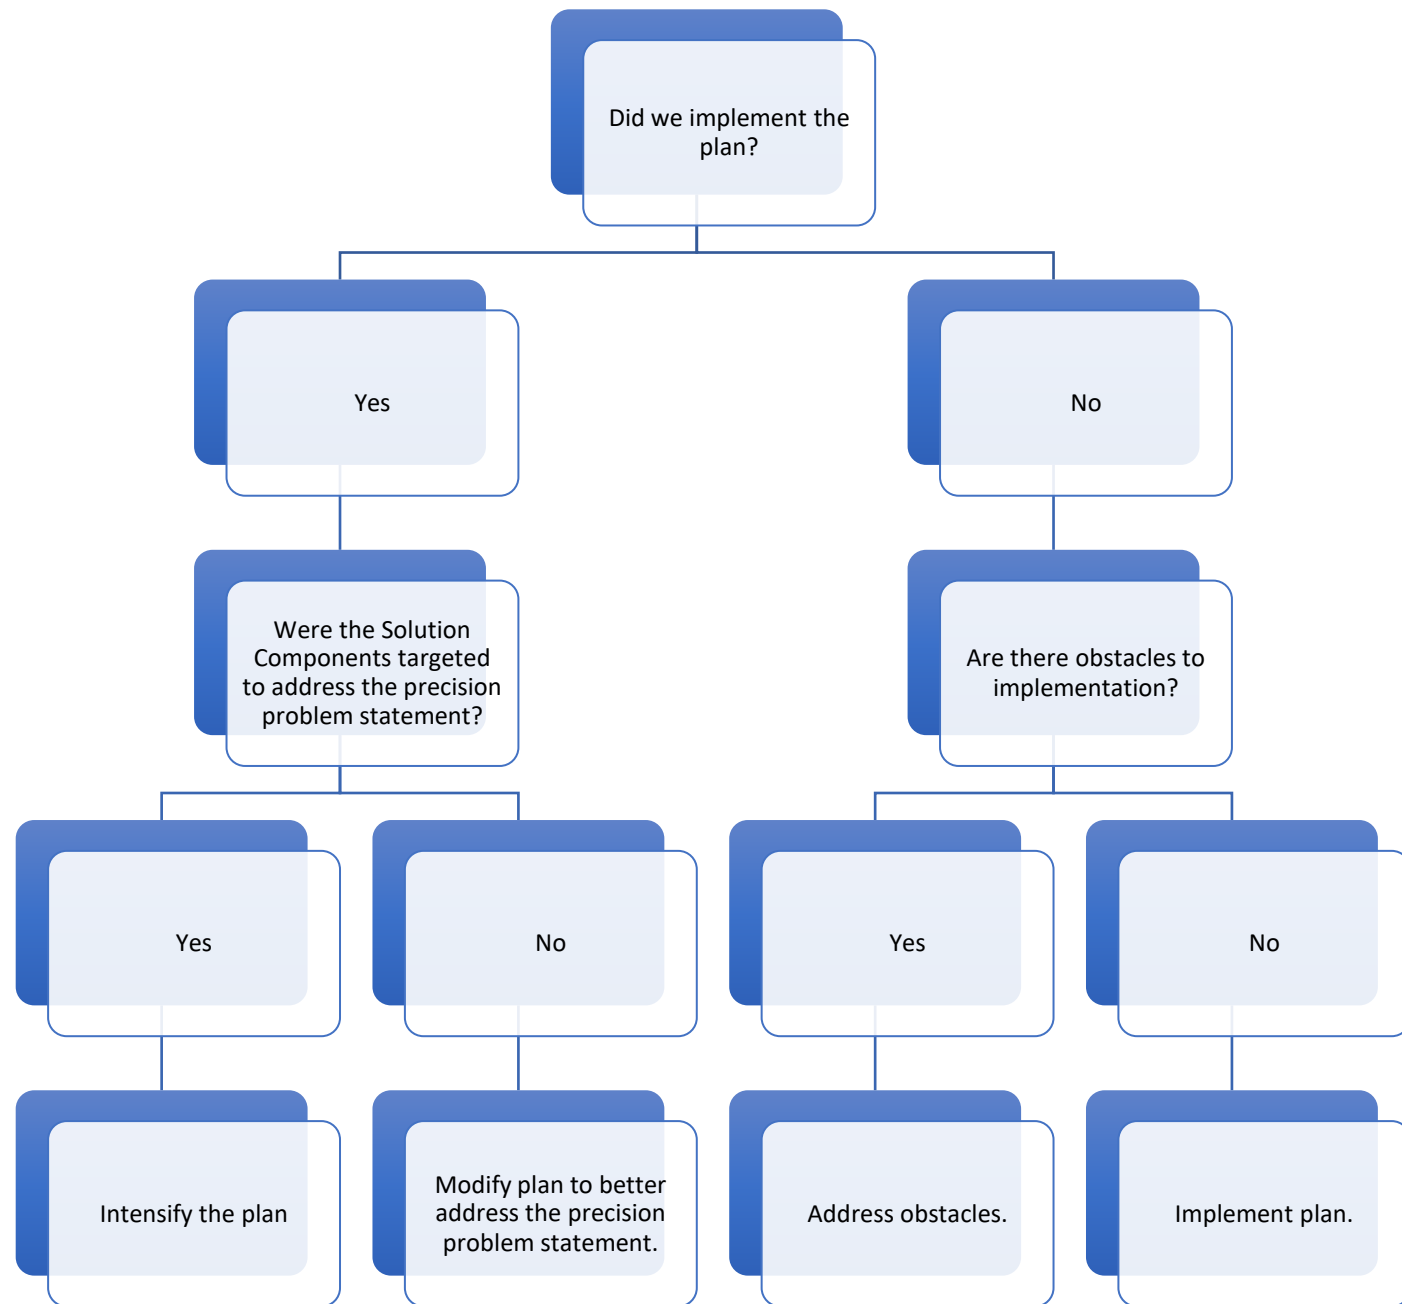 Did we implement the
plan?
Yes
No
Were the Solution
Components targeted
to address the precision
problem statement?
Are there obstacles to
implementation?
Yes
No
Yes
No
Intensify the plan
Modify plan to better
address the precision
problem statement.
Address obstacles.
Implement plan.